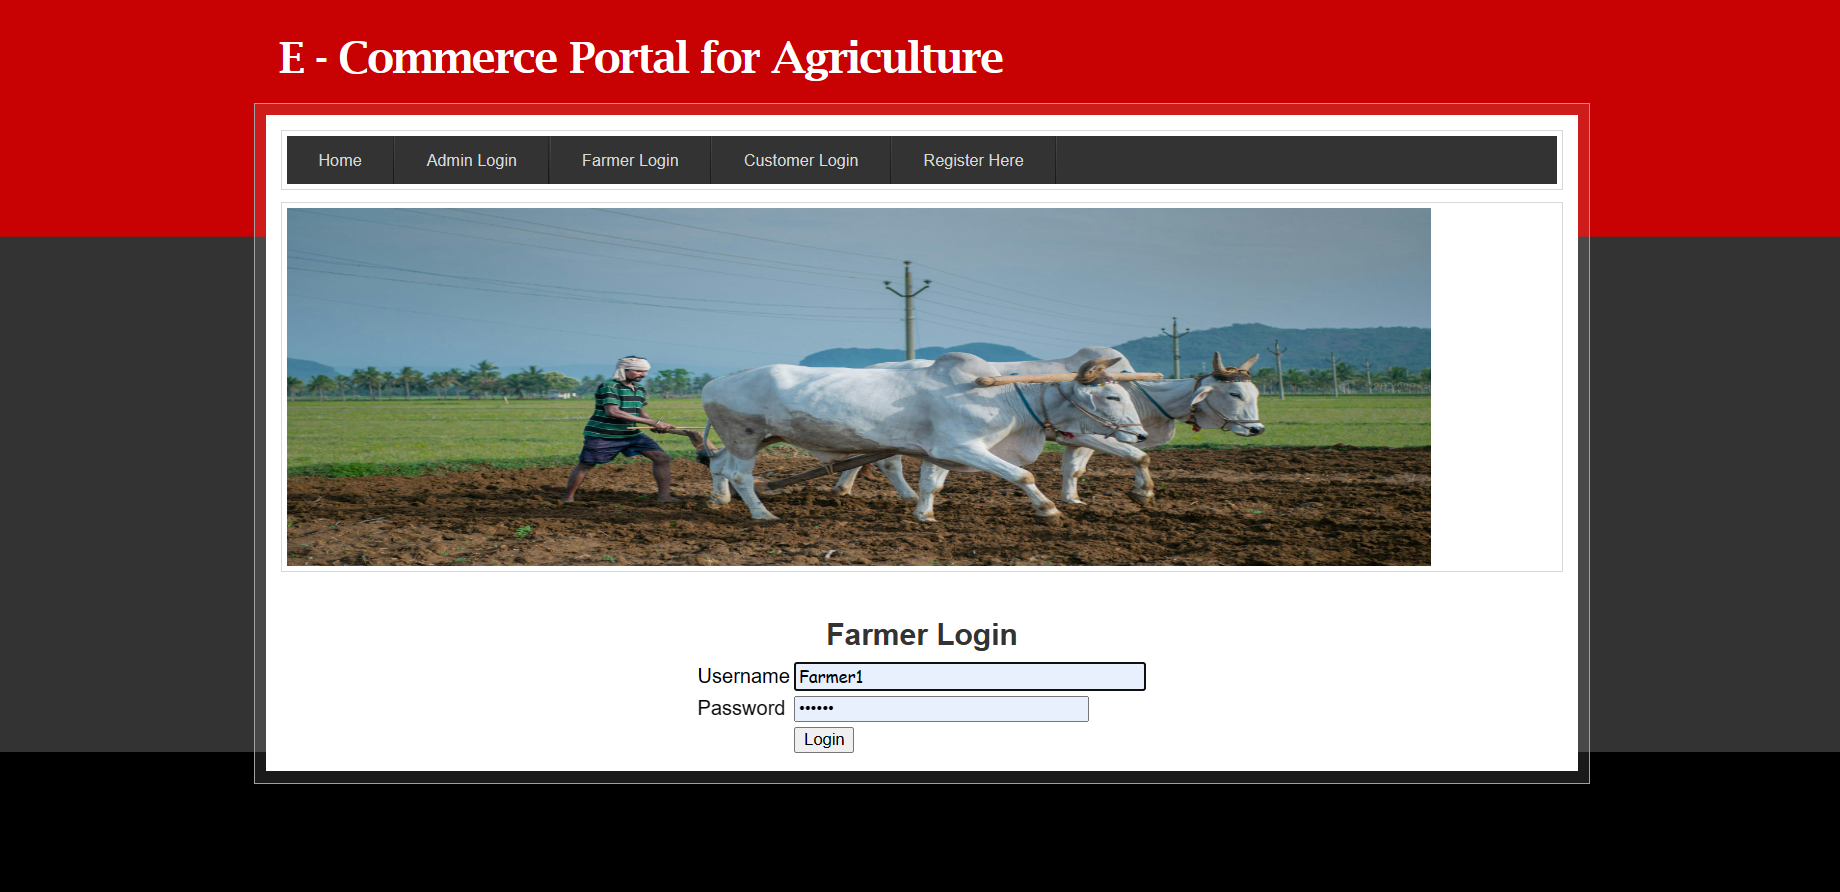 E - Commerce Portal for Agriculture
Home Admin Login Farmer Login Customer Login Register Here
Farmer Login
Username Farmer1
Password ••••••
Login